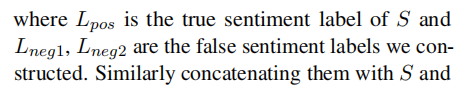 where L_pos is the true sentiment label of S and
L_neg1, L_neg2 are the false sentiment labels we con-
structed. Similarly concatenating them with S and